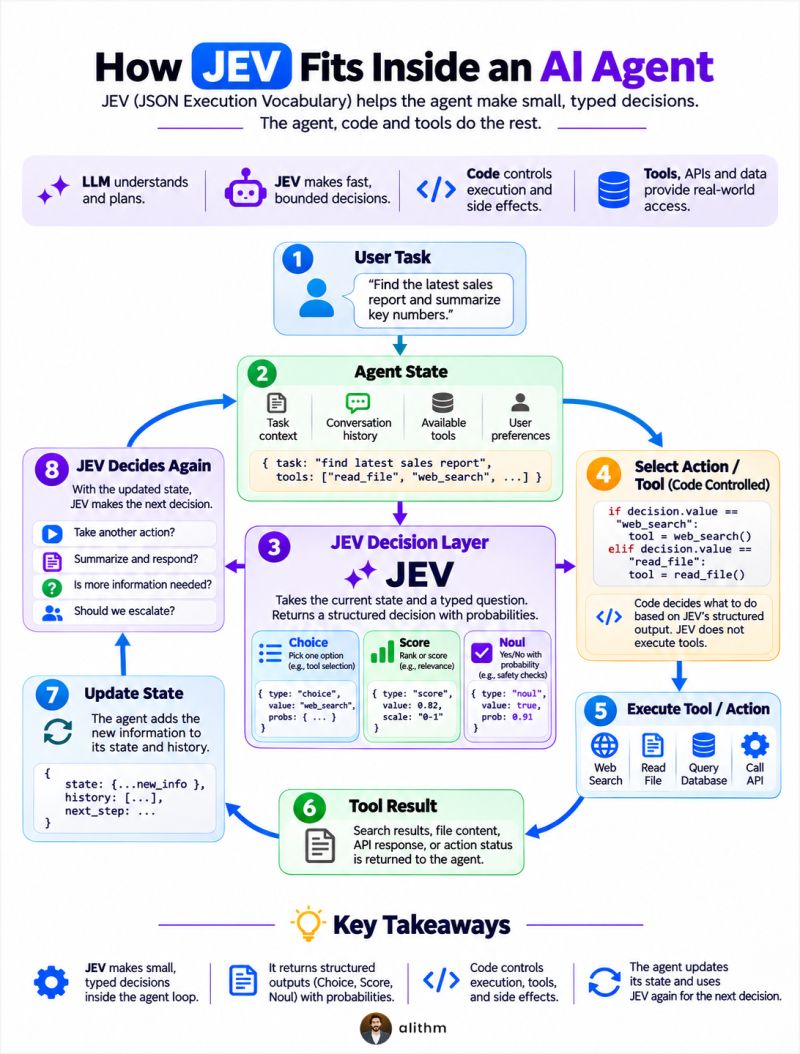 How JEV Fits Inside an AI Agent
JEV (JSON Execution Vocabulary) helps the agent make small, typed decisions.
The agent, code and tools do the rest.
LLM understands
and plans.
JEV makes fast,
bounded decisions.
Code controls
execution and
side effects.
Tools, APIs and data
provide real-world
access.
1
User Task
“Find the latest sales
report and summarize
key numbers.”
2
Agent State
Task
context
Conversation
history
Available
tools
User
preferences
{ task: "find latest sales report",
tools: ["read_file", "web_search", ...] }
3
JEV Decision Layer
JEV
Takes the current state and a typed question.
Returns a structured decision with probabilities.
Choice
Pick one option
(e.g., tool selection)
{ type: "choice",
value: "web_search",
probs: { ... }
}
Score
Rank or score
(e.g., relevance)
{ type: "score",
value: 0.82,
scale: "0-1"
}
Noul
Yes/No with
probability
(e.g., safety checks)
{ type: "noul",
value: true,
prob: 0.91
}
4
Select Action /
Tool (Code Controlled)
if decision.value ==
"web_search":
tool = web_search()
elif decision.value ==
"read_file":
tool = read_file()
</>
Code decides what to do
based on JEV's structured
output. JEV does not
execute tools.
5
Execute Tool / Action
Web
Search
Read
File
Query
Database
Call
API
6
Tool Result
Search results, file content,
API response, or action status
is returned to the agent.
7
Update State
The agent adds the
new information to
its state and history.
{
state: {...new_info },
history: [...],
next_step: ...
}
8
JEV Decides Again
With the updated state,
JEV makes the next decision.
Take another action?
Summarize and respond?
Is more information needed?
Should we escalate?
Key Takeaways
JEV makes small,
typed decisions
inside the agent loop.
It returns structured
outputs (Choice, Score,
Noul) with probabilities.
</>
Code controls
execution, tools,
and side effects.
The agent updates
its state and uses
JEV again for the next decision.
alithm